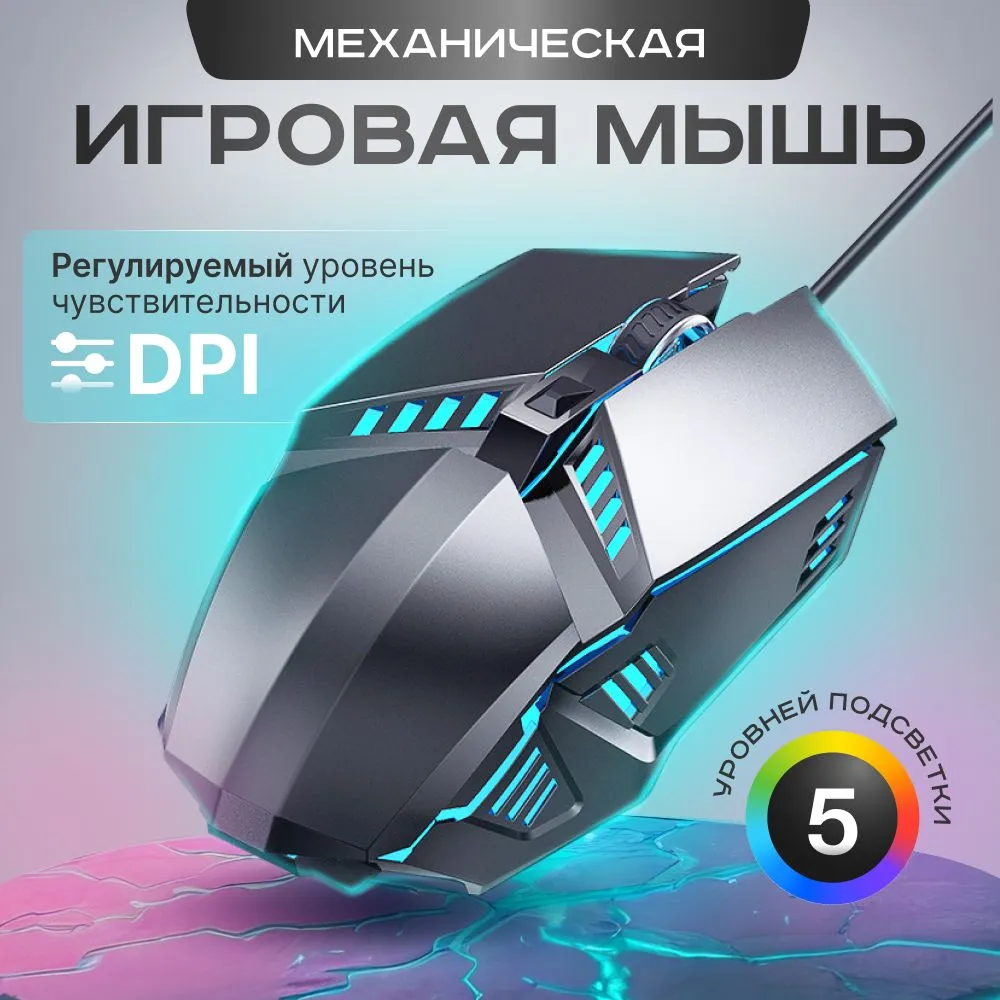 МЕХАНИЧЕСКАЯ
ИГРОВАЯ МЫШЬ
Регулируемый уровень
чувствительности
DPI
УРОВНЕЙ ПОДСВЕТКИ
5